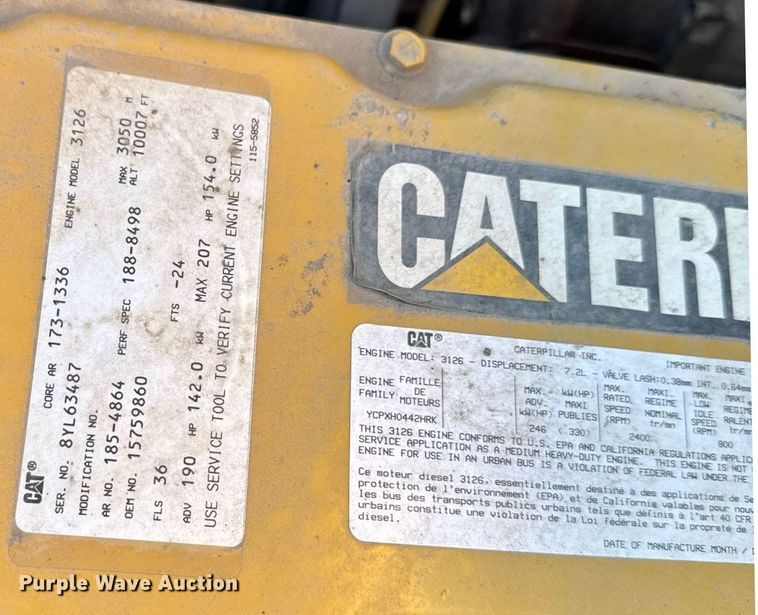 CAT®
SER. NO. 8YL63487
CORE AR 173-1336
ENGINE MODEL 3126
MODIFICATION NO.
AR NO. 185-4864
PERF SPEC 188-8498
MAX ALT 3050 M
10007 FT
OEM NO. 15759860
FLS 36
FTS -24
ADV 190 HP 142.0 kW
MAX 207 HP 154.0 kW
USE SERVICE TOOL TO VERIFY CURRENT ENGINE SETTINGS
115-5852
CATER
CAT®
CATERPILLAR INC.
IMPORTANT ENGINE
ENGINE MODEL: 3126 - DISPLACEMENT: 7.2L - VALVE LASH:0.38mm INT..0.64mm
ENGINE FAMILLE
FAMILY DE
MOTEURS
YCPXH0442HRK
MAX. kW(HP)
ADV. MAXI
kW(HP) PUBLIES
246 (330)
MAX. MAXI
RATED REGIME
SPEED NOMINAL
(RPM) tr/mn
2400
MAX. MAXI
LOW REGIME
IDLE RALENTI
SPEED
(RPM) tr/mn
800
THIS 3126 ENGINE CONFORMS TO U.S. EPA AND CALIFORNIA REGULATIONS APPLIC
SERVICE APPLICATION AS A MEDIUM HEAVY-DUTY ENGINE. THIS ENGINE IS NOT
ENGINE FOR USE IN AN URBAN BUS IS A VIOLATION OF FEDERAL LAW UNDER THE
Ce moteur diesel 3126, essentiellement destiné à des applications de Se
protection de l'environnement (EPA) et de Californie valables pour nouv
les bus des transports publics urbains tels que définis à l'art 40 CFR
urbains constitue une violation de la Loi fédérale sur la propreté de
diesel.
DATE OF MANUFACTURE MONTH /
Purple Wave Auction